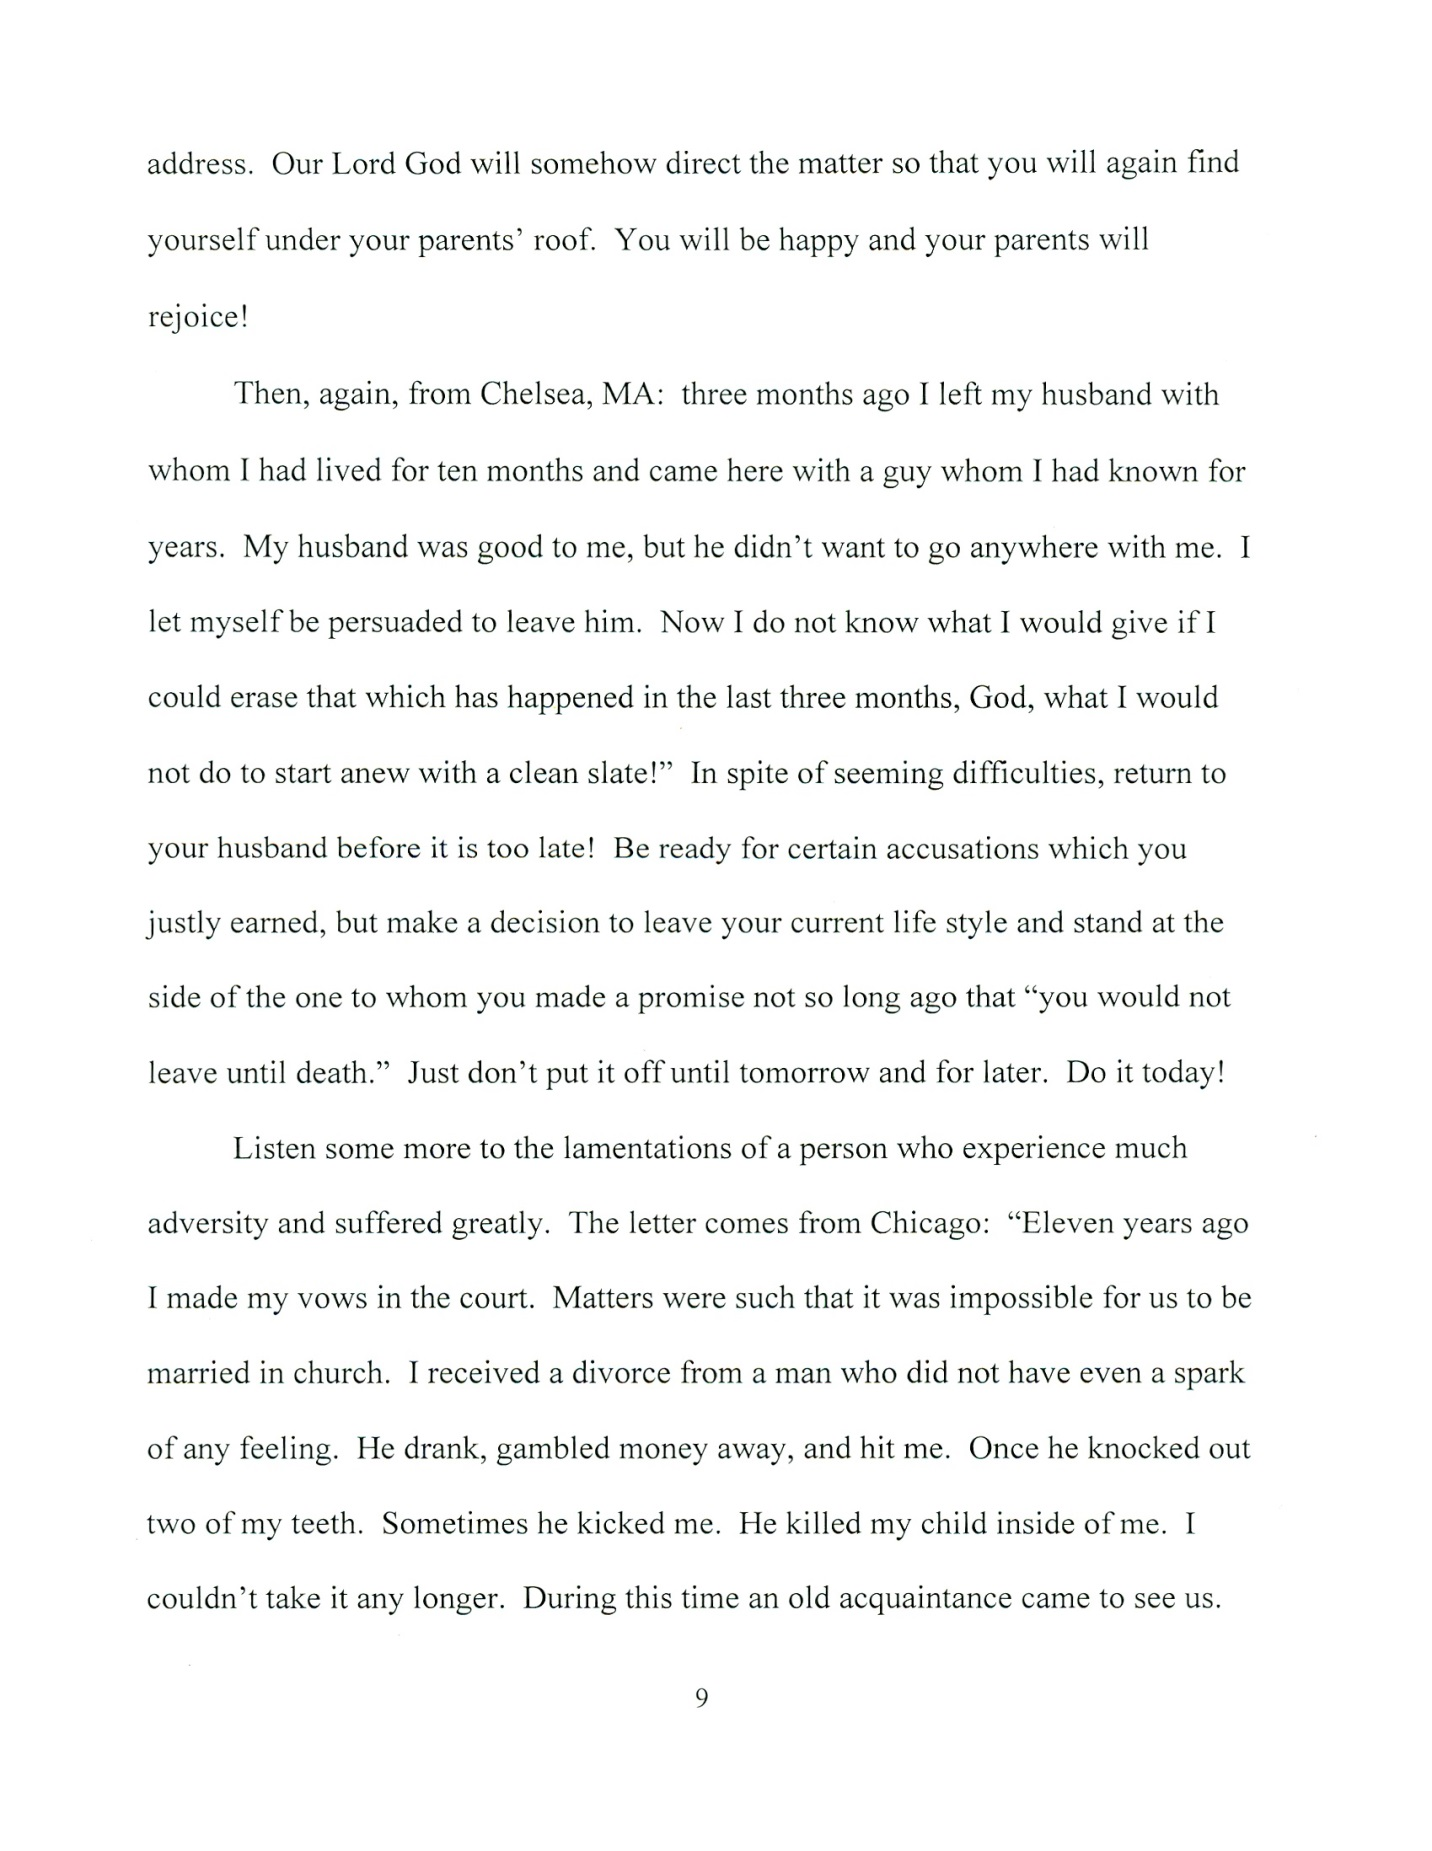 address.  Our Lord God will somehow direct the matter so that you will again find
yourself under your parents’ roof.  You will be happy and your parents will
rejoice!
Then, again, from Chelsea, MA:  three months ago I left my husband with
whom I had lived for ten months and came here with a guy whom I had known for
years.  My husband was good to me, but he didn’t want to go anywhere with me.  I
let myself be persuaded to leave him.  Now I do not know what I would give if I
could erase that which has happened in the last three months, God, what I would
not do to start anew with a clean slate!”  In spite of seeming difficulties, return to
your husband before it is too late!  Be ready for certain accusations which you
justly earned, but make a decision to leave your current life style and stand at the
side of the one to whom you made a promise not so long ago that “you would not
leave until death.”  Just don’t put it off until tomorrow and for later.  Do it today!
Listen some more to the lamentations of a person who experience much
adversity and suffered greatly.  The letter comes from Chicago:  “Eleven years ago
I made my vows in the court.  Matters were such that it was impossible for us to be
married in church.  I received a divorce from a man who did not have even a spark
of any feeling.  He drank, gambled money away, and hit me.  Once he knocked out
two of my teeth.  Sometimes he kicked me.  He killed my child inside of me.  I
couldn’t take it any longer.  During this time an old acquaintance came to see us.
9